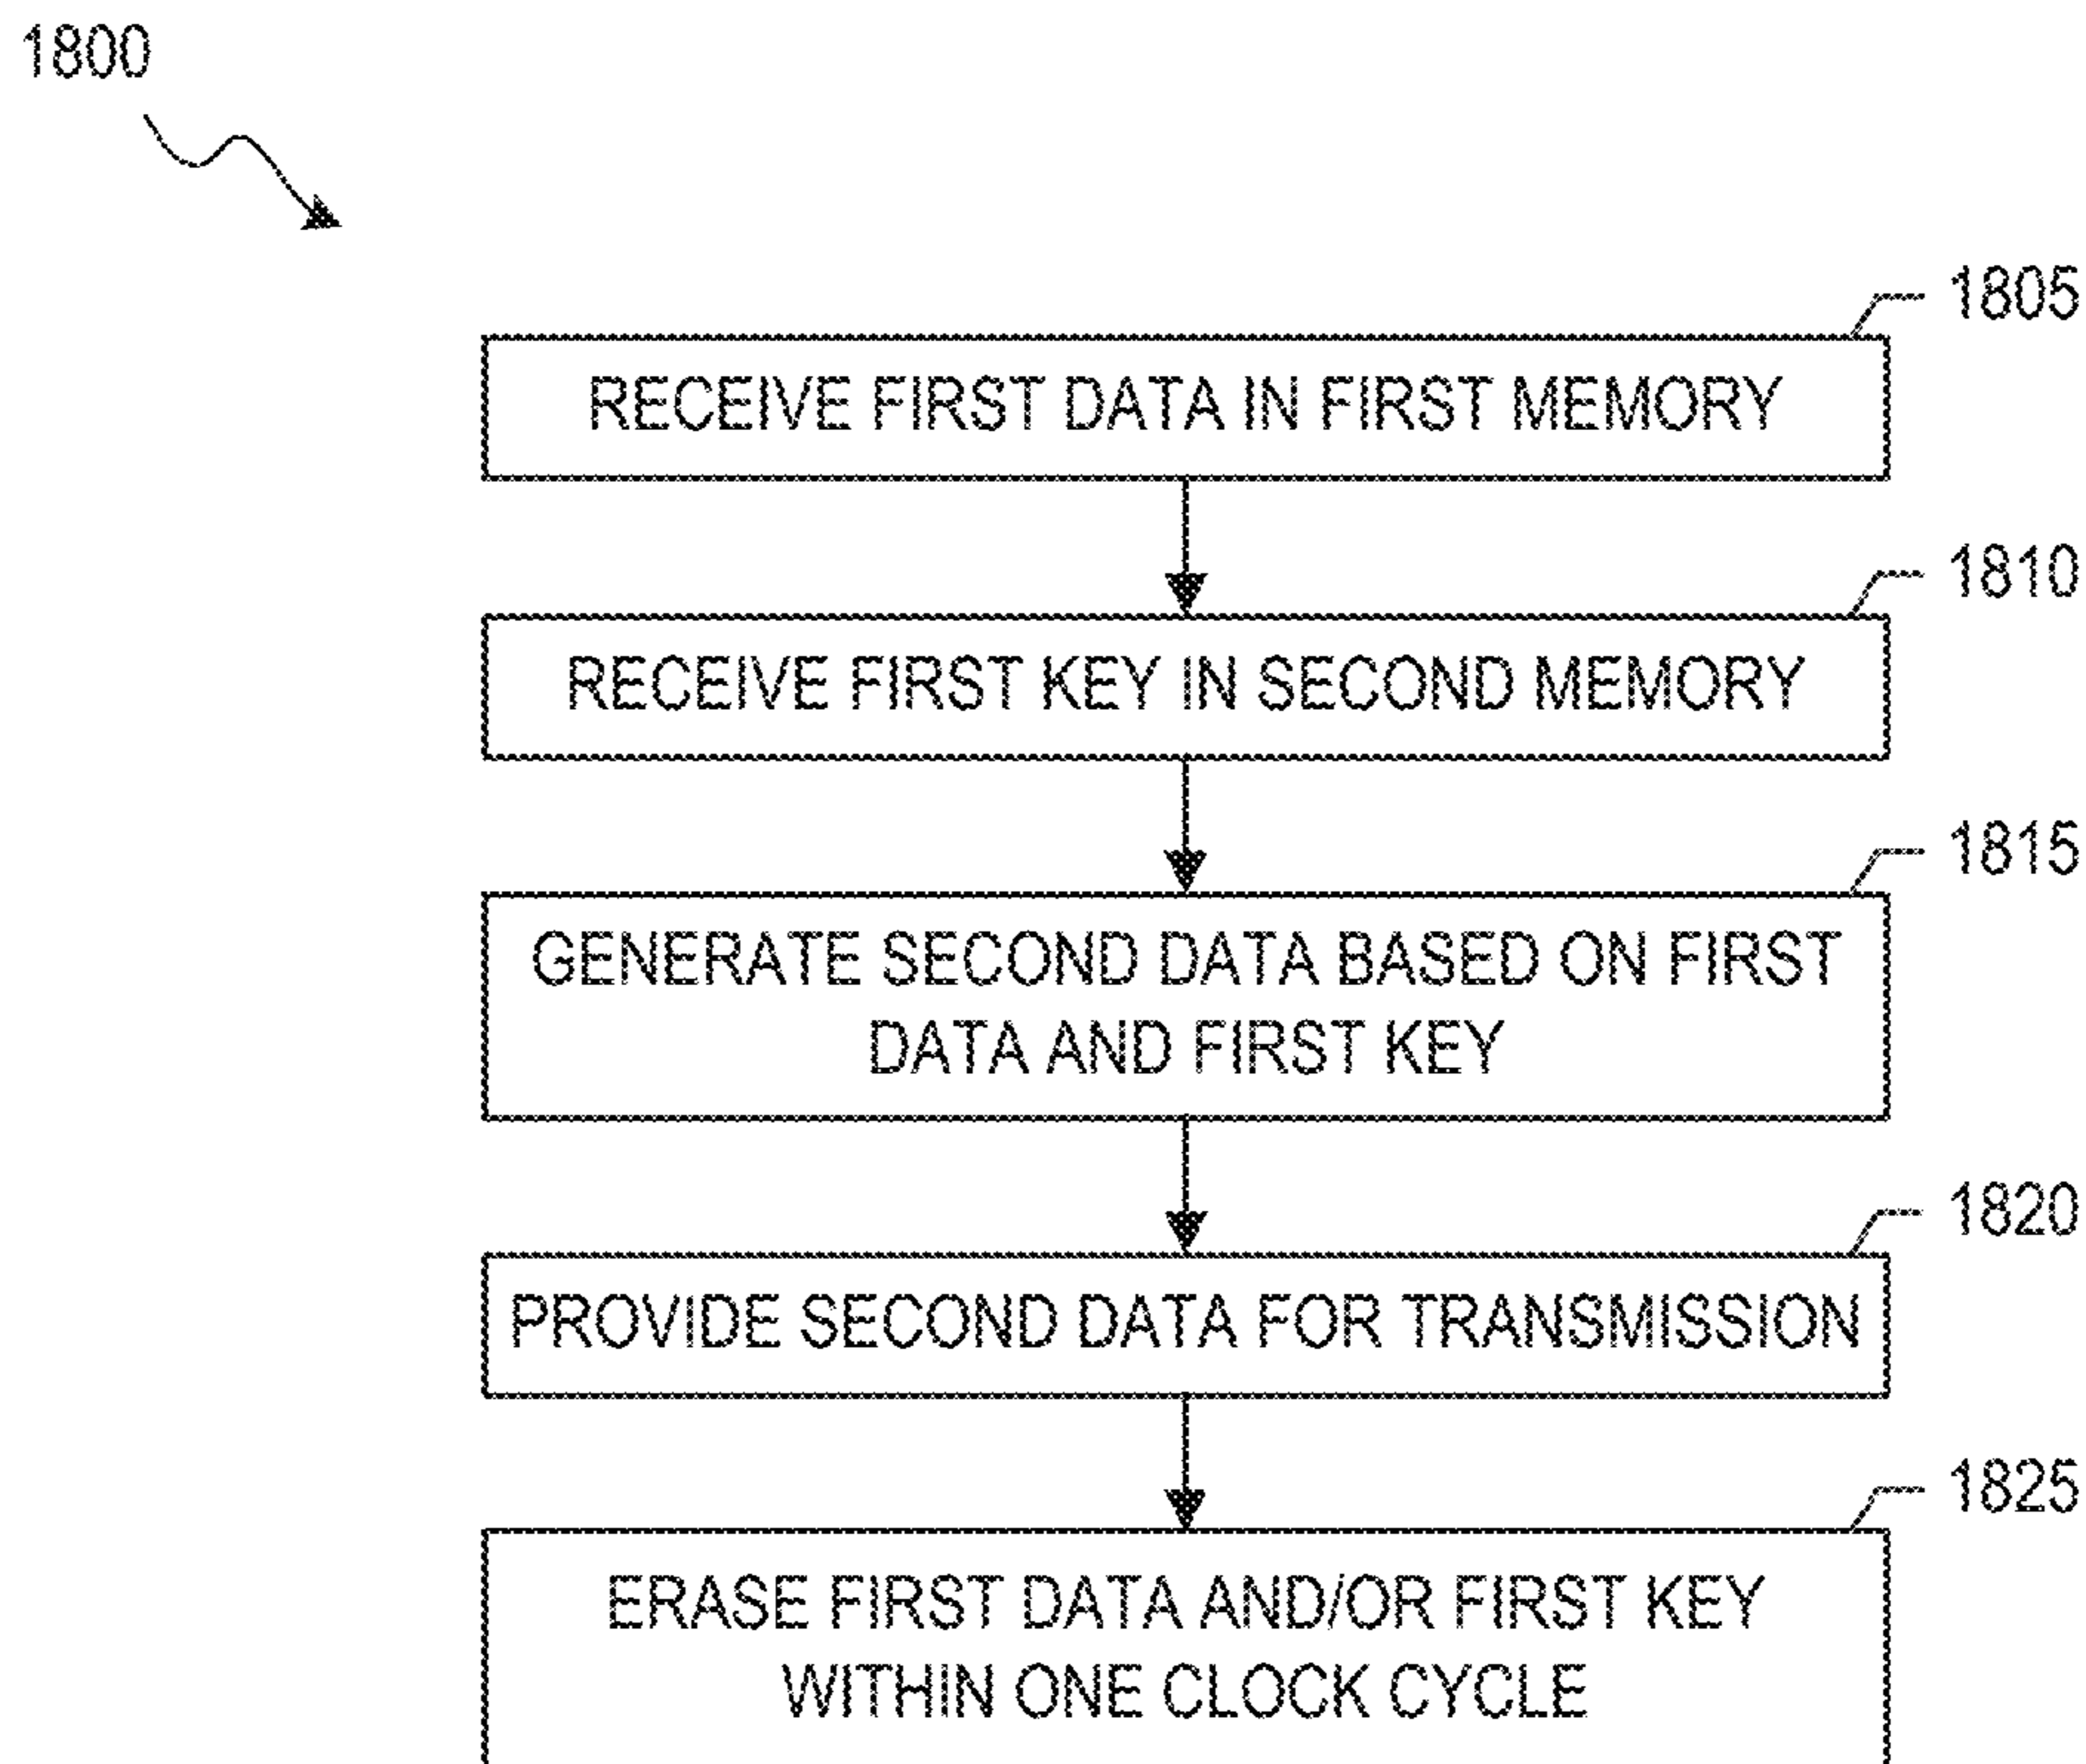 1800
1805
RECEIVE FIRST DATA IN FIRST MEMORY
1810
RECEIVE FIRST KEY IN SECOND MEMORY
1815
GENERATE SECOND DATA BASED ON FIRST
DATA AND FIRST KEY
1820
PROVIDE SECOND DATA FOR TRANSMISSION
1825
ERASE FIRST DATA AND/OR FIRST KEY
WITHIN ONE CLOCK CYCLE